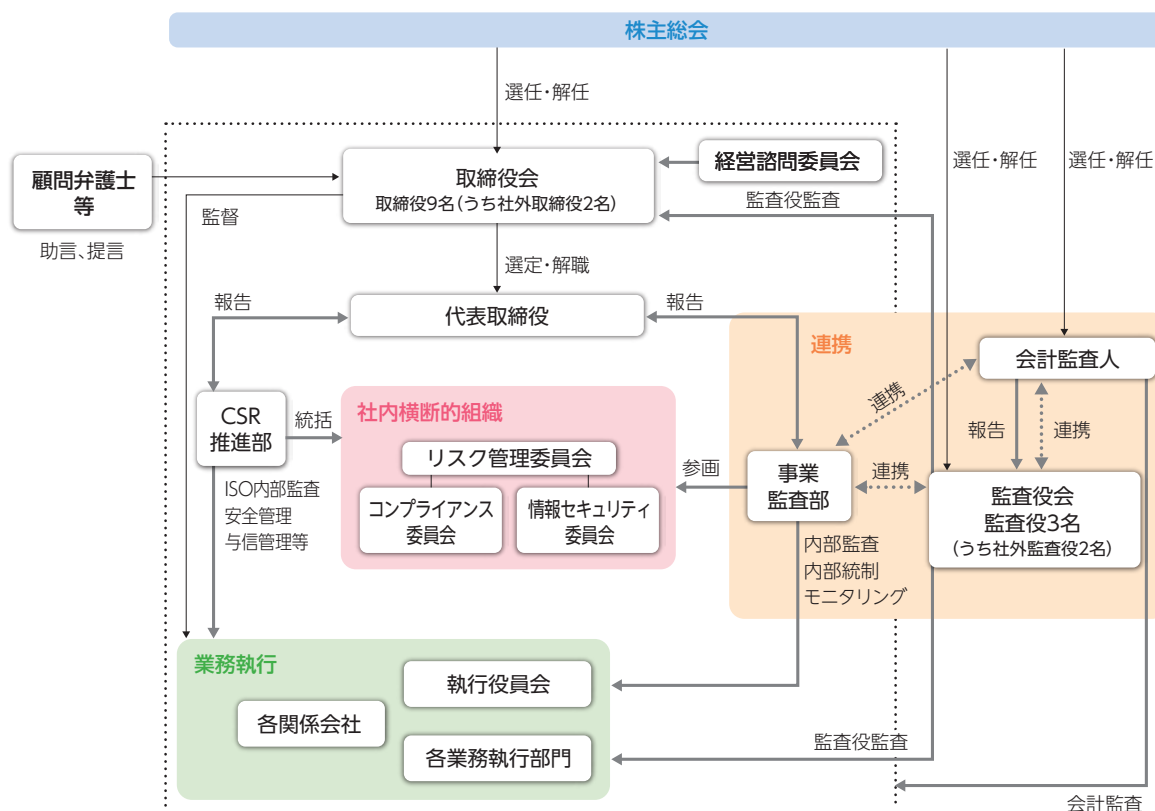 株主総会
選任・解任
選任・解任
選任・解任
顧問弁護士
等
助言、提言
取締役会
取締役9名(うち社外取締役2名)
経営諮問委員会
監督
監査役監査
選定・解職
報告
代表取締役
報告
連携
会計監査人
CSR
推進部
統括
社内横断的組織
リスク管理委員会
コンプライアンス
委員会
情報セキュリティ
委員会
参画
事業
監査部
連携
連携
報告
連携
監査役会
監査役3名
(うち社外監査役2名)
ISO内部監査
安全管理
与信管理等
内部監査
内部統制
モニタリング
業務執行
執行役員会
各関係会社
各業務執行部門
監査役監査
会計監査